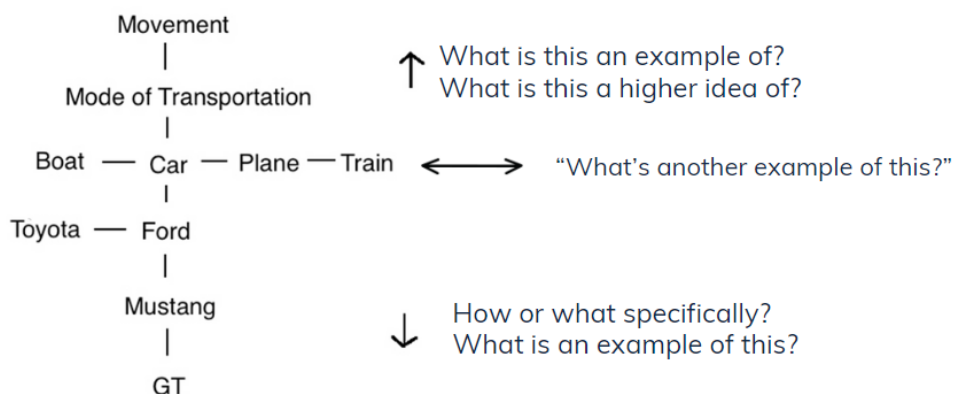 Movement
What is this an example of?
What is this a higher idea of?
Mode of Transportation
Boat — Car — Plane — Train
“What’s another example of this?”
Toyota — Ford
Mustang
How or what specifically?
What is an example of this?
GT